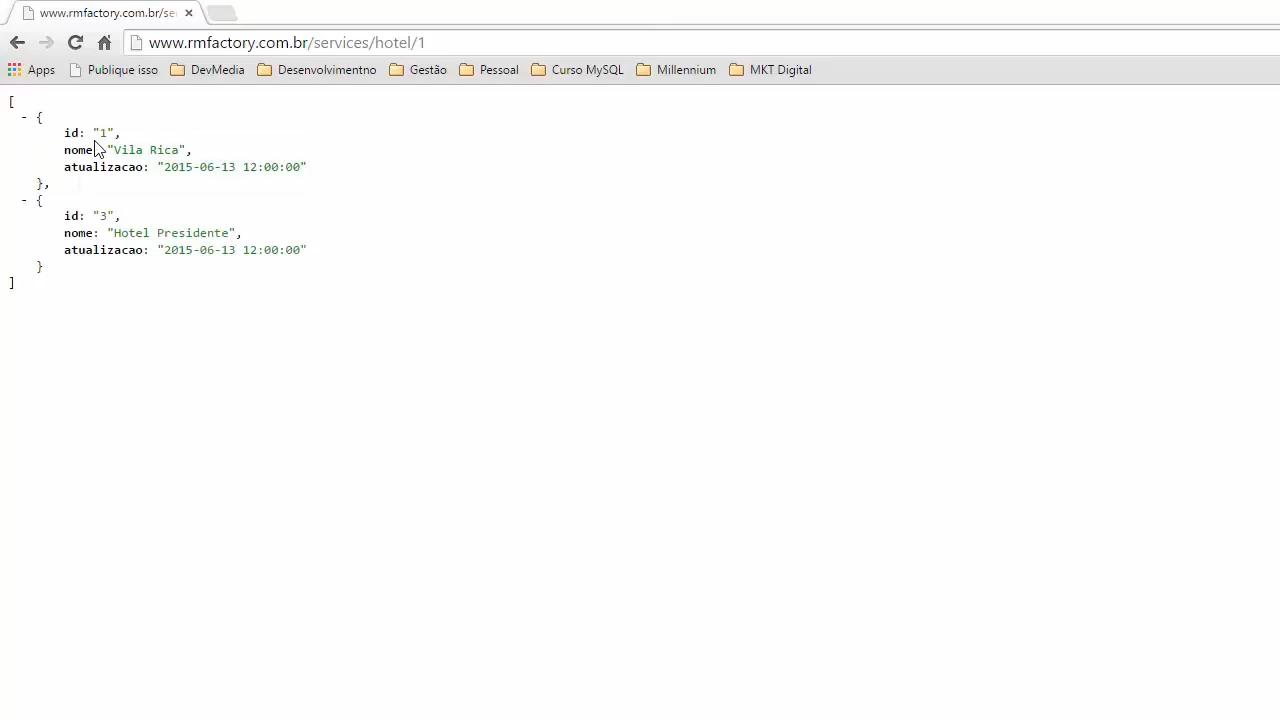 www.rmfactory.com.br/se
www.rmfactory.com.br/services/hotel/1
Apps Publique isso DevMedia Desenvolvimentno Gestão Pessoal Curso MySQL Millennium MKT Digital
[
- {
id: "1",
nome: "Vila Rica",
atualizacao: "2015-06-13 12:00:00"
},
- {
id: "3",
nome: "Hotel Presidente",
atualizacao: "2015-06-13 12:00:00"
}
]